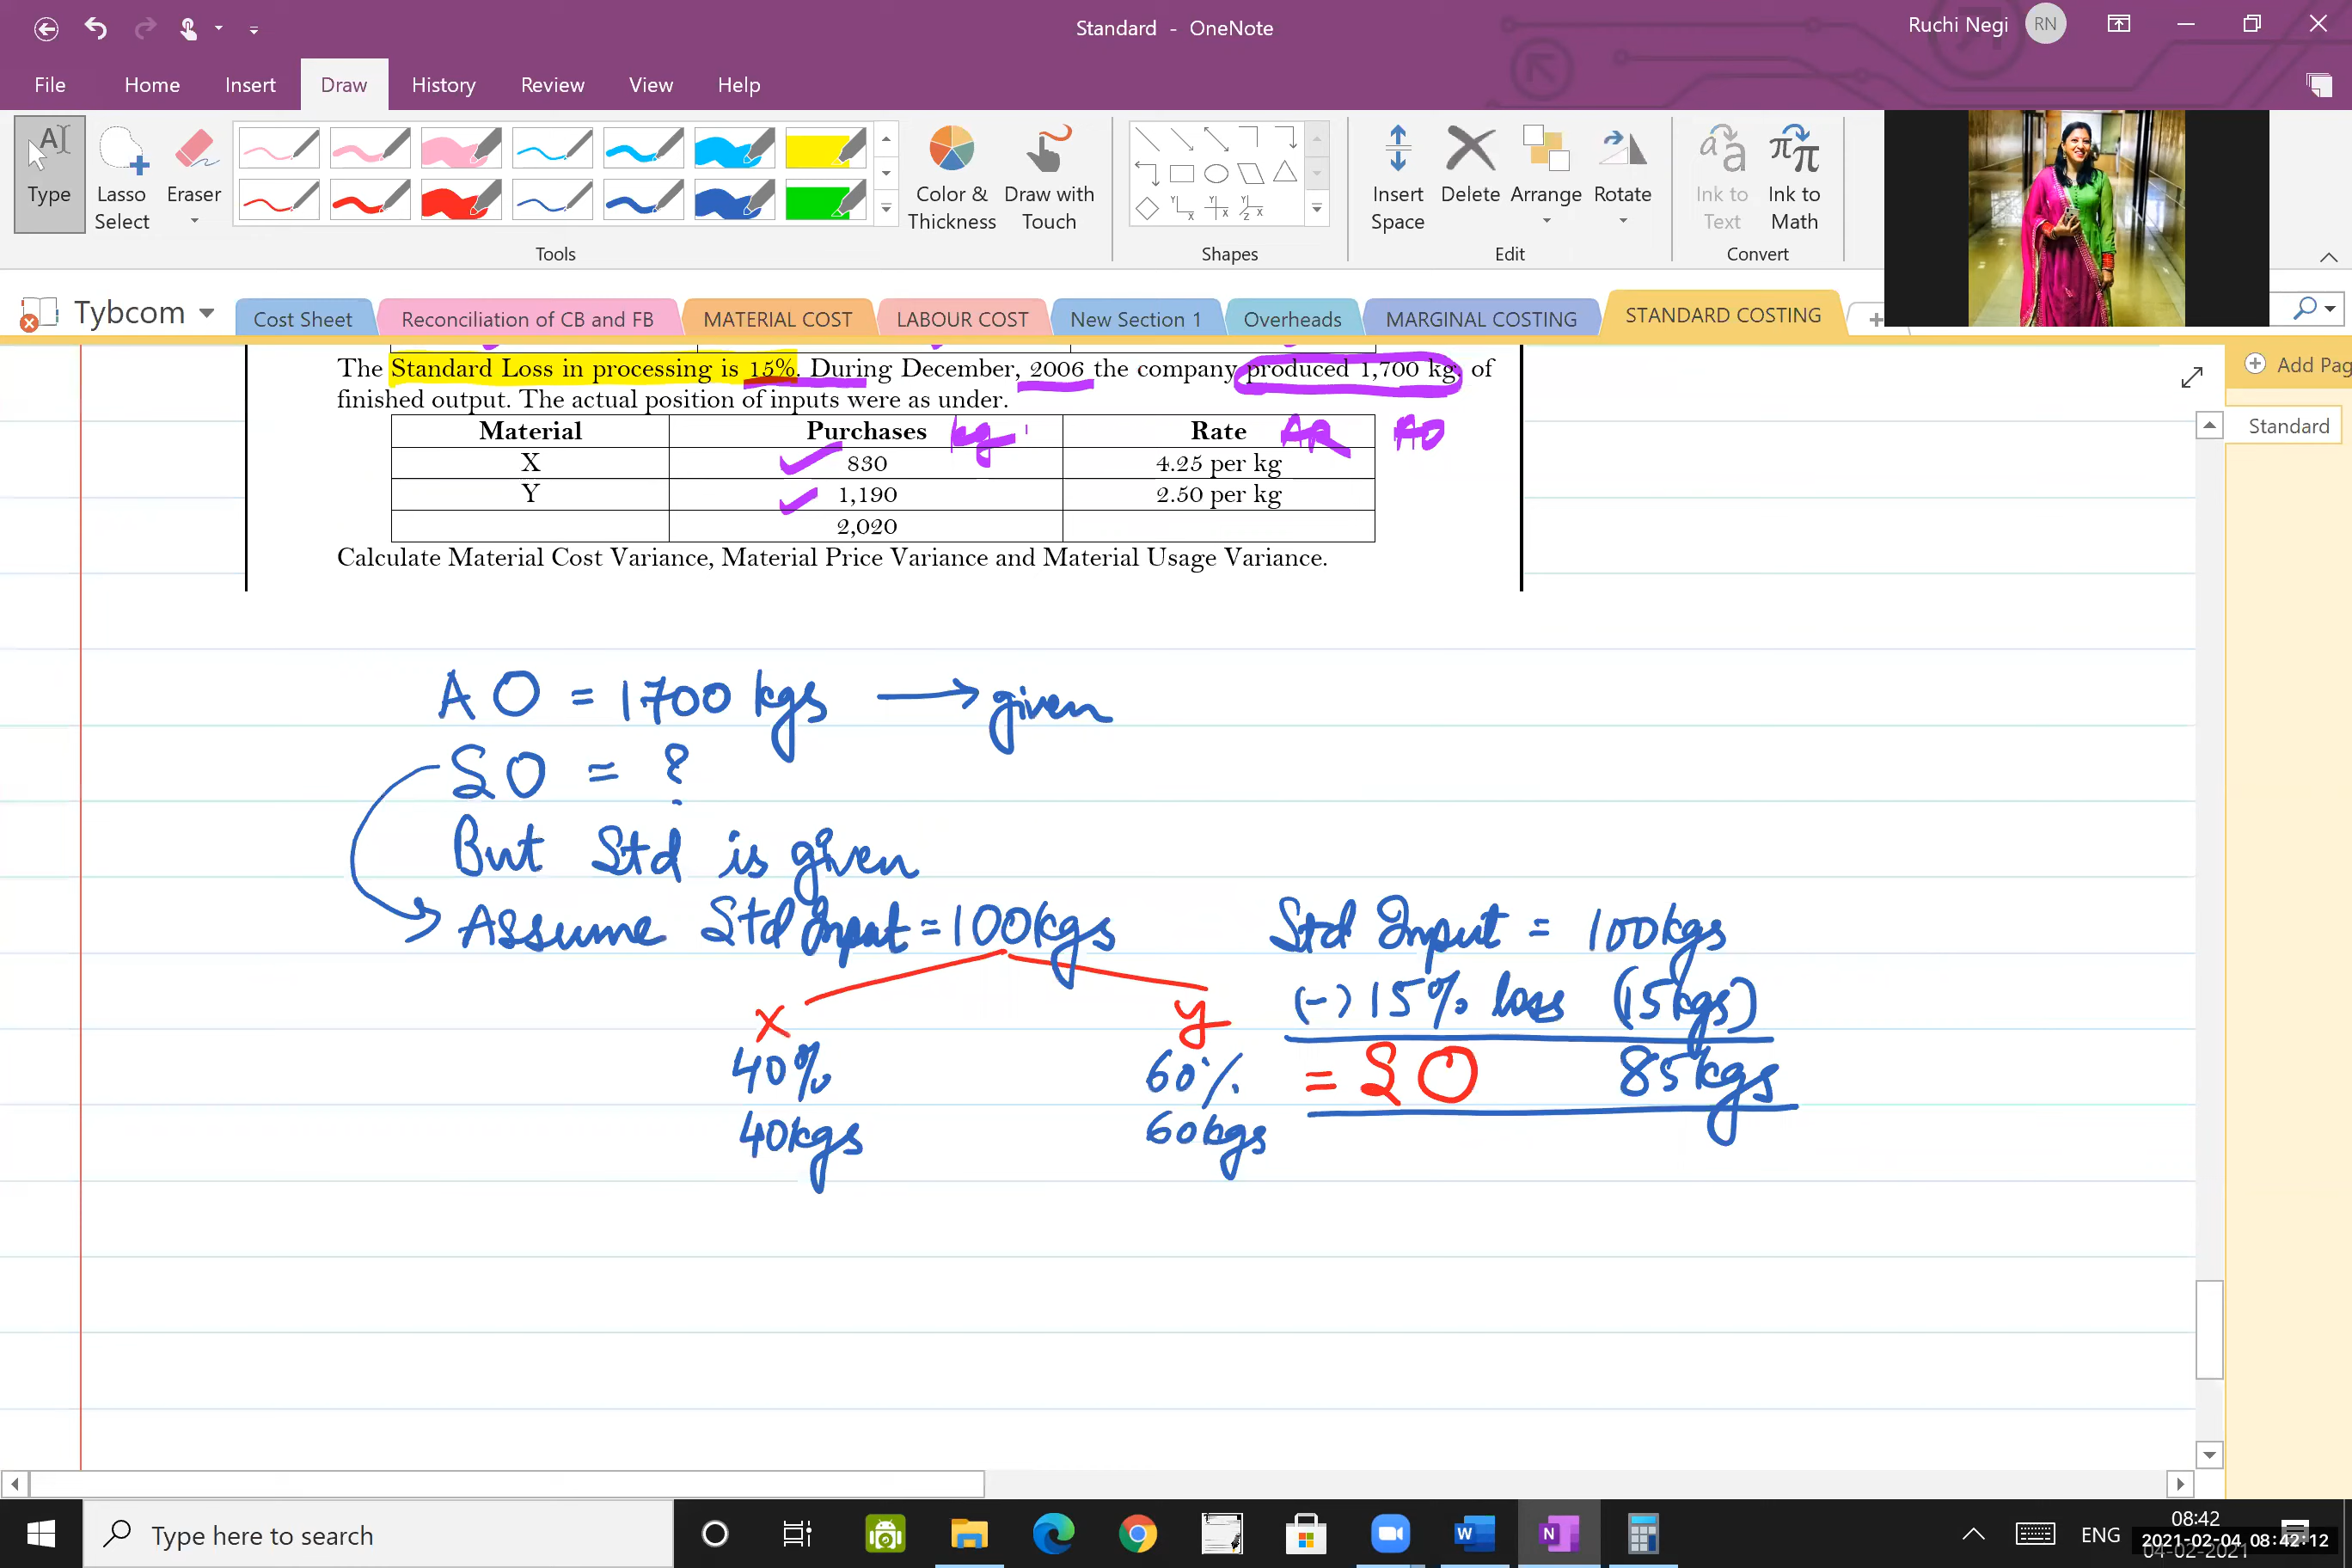 Standard - OneNote
Ruchi Negi RN
File Home Insert Draw History Review View Help
Type Lasso Select Eraser Color & Thickness Draw with Touch Insert Space Delete Arrange Rotate Ink to Text Ink to Math
Tools Shapes Edit Convert
Tybcom Cost Sheet Reconciliation of CB and FB MATERIAL COST LABOUR COST New Section 1 Overheads MARGINAL COSTING STANDARD COSTING
Add Pag
Standard
The Standard Loss in processing is 15%. During December, 2006 the company produced 1,700 kg. of
finished output. The actual position of inputs were as under.
Material Purchases kg Rate AR AO
X 830 4.25 per kg
Y 1,190 2.50 per kg
2,020
Calculate Material Cost Variance, Material Price Variance and Material Usage Variance.
AO = 1700 kgs → given
SO = ?
But Std is given
Assume Std Input = 100kgs Std Input = 100kgs
x y (-) 15% loss (15kgs)
40% 60% = SO 85kgs
40kgs 60kgs
Type here to search
ENG
08:42
2021-02-04 08:42:12
04-02-2021